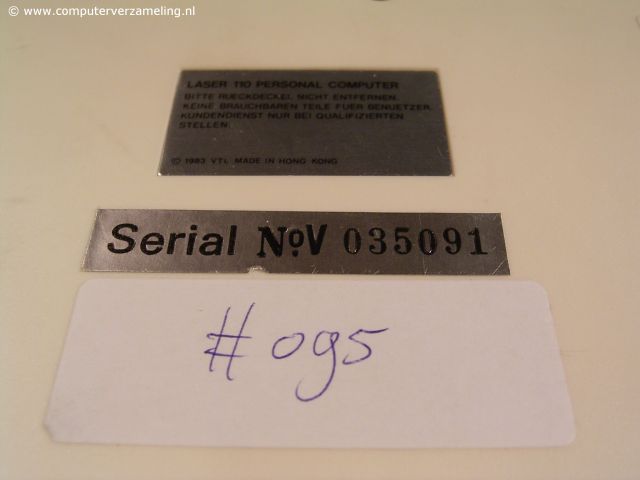 © www.computerverzameling.nl
LASER 110 PERSONAL COMPUTER
BITTE RUECKDECKEL NICHT ENTFERNEN.
KEINE BRAUCHBAREN TEILE FUER BENUETZER.
KUNDENDIENST NUR BEI QUALIFIZIERTEN
STELLEN.
© 1983 VTL MADE IN HONG KONG
Serial NoV 035091
# 095